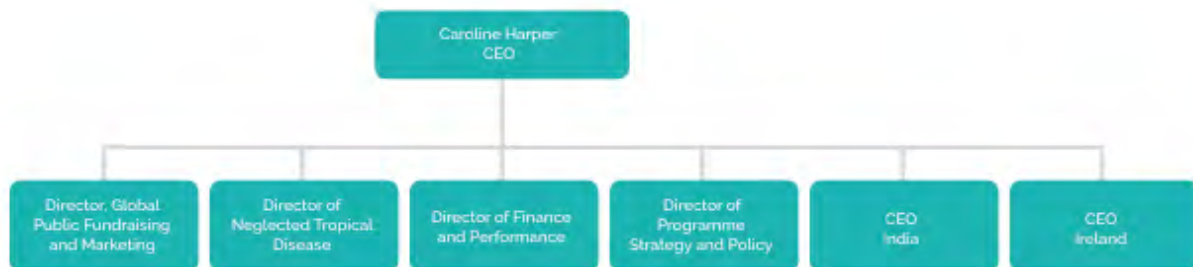 Caroline Harper
CEO
Director, Global
Public Fundraising
and Marketing
Director of
Neglected Tropical
Disease
Director of Finance
and Performance
Director of
Programme
Strategy and Policy
CEO
India
CEO
Ireland